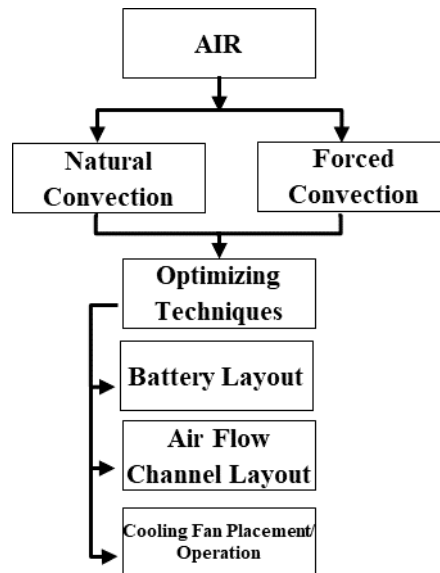 AIR
Natural
Convection
Forced
Convection
Optimizing
Techniques
Battery Layout
Air Flow
Channel Layout
Cooling Fan Placement/
Operation